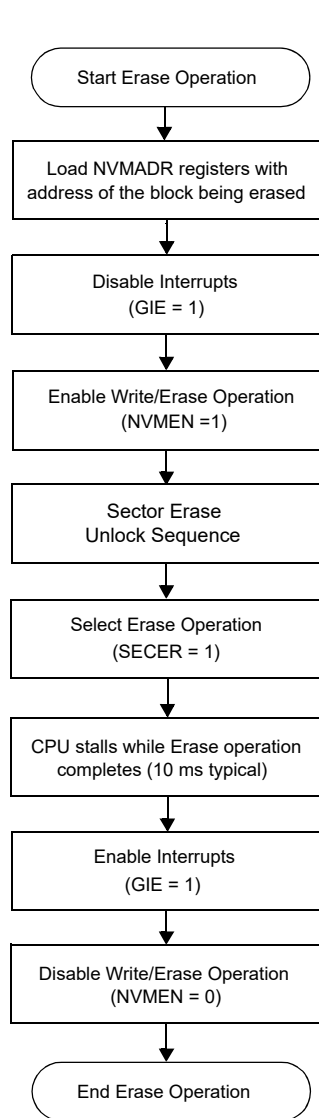 Start Erase Operation
Load NVMADR registers with
address of the block being erased
Disable Interrupts
(GIE = 1)
Enable Write/Erase Operation
(NVMEN =1)
Sector Erase
Unlock Sequence
Select Erase Operation
(SECER = 1)
CPU stalls while Erase operation
completes (10 ms typical)
Enable Interrupts
(GIE = 1)
Disable Write/Erase Operation
(NVMEN = 0)
End Erase Operation